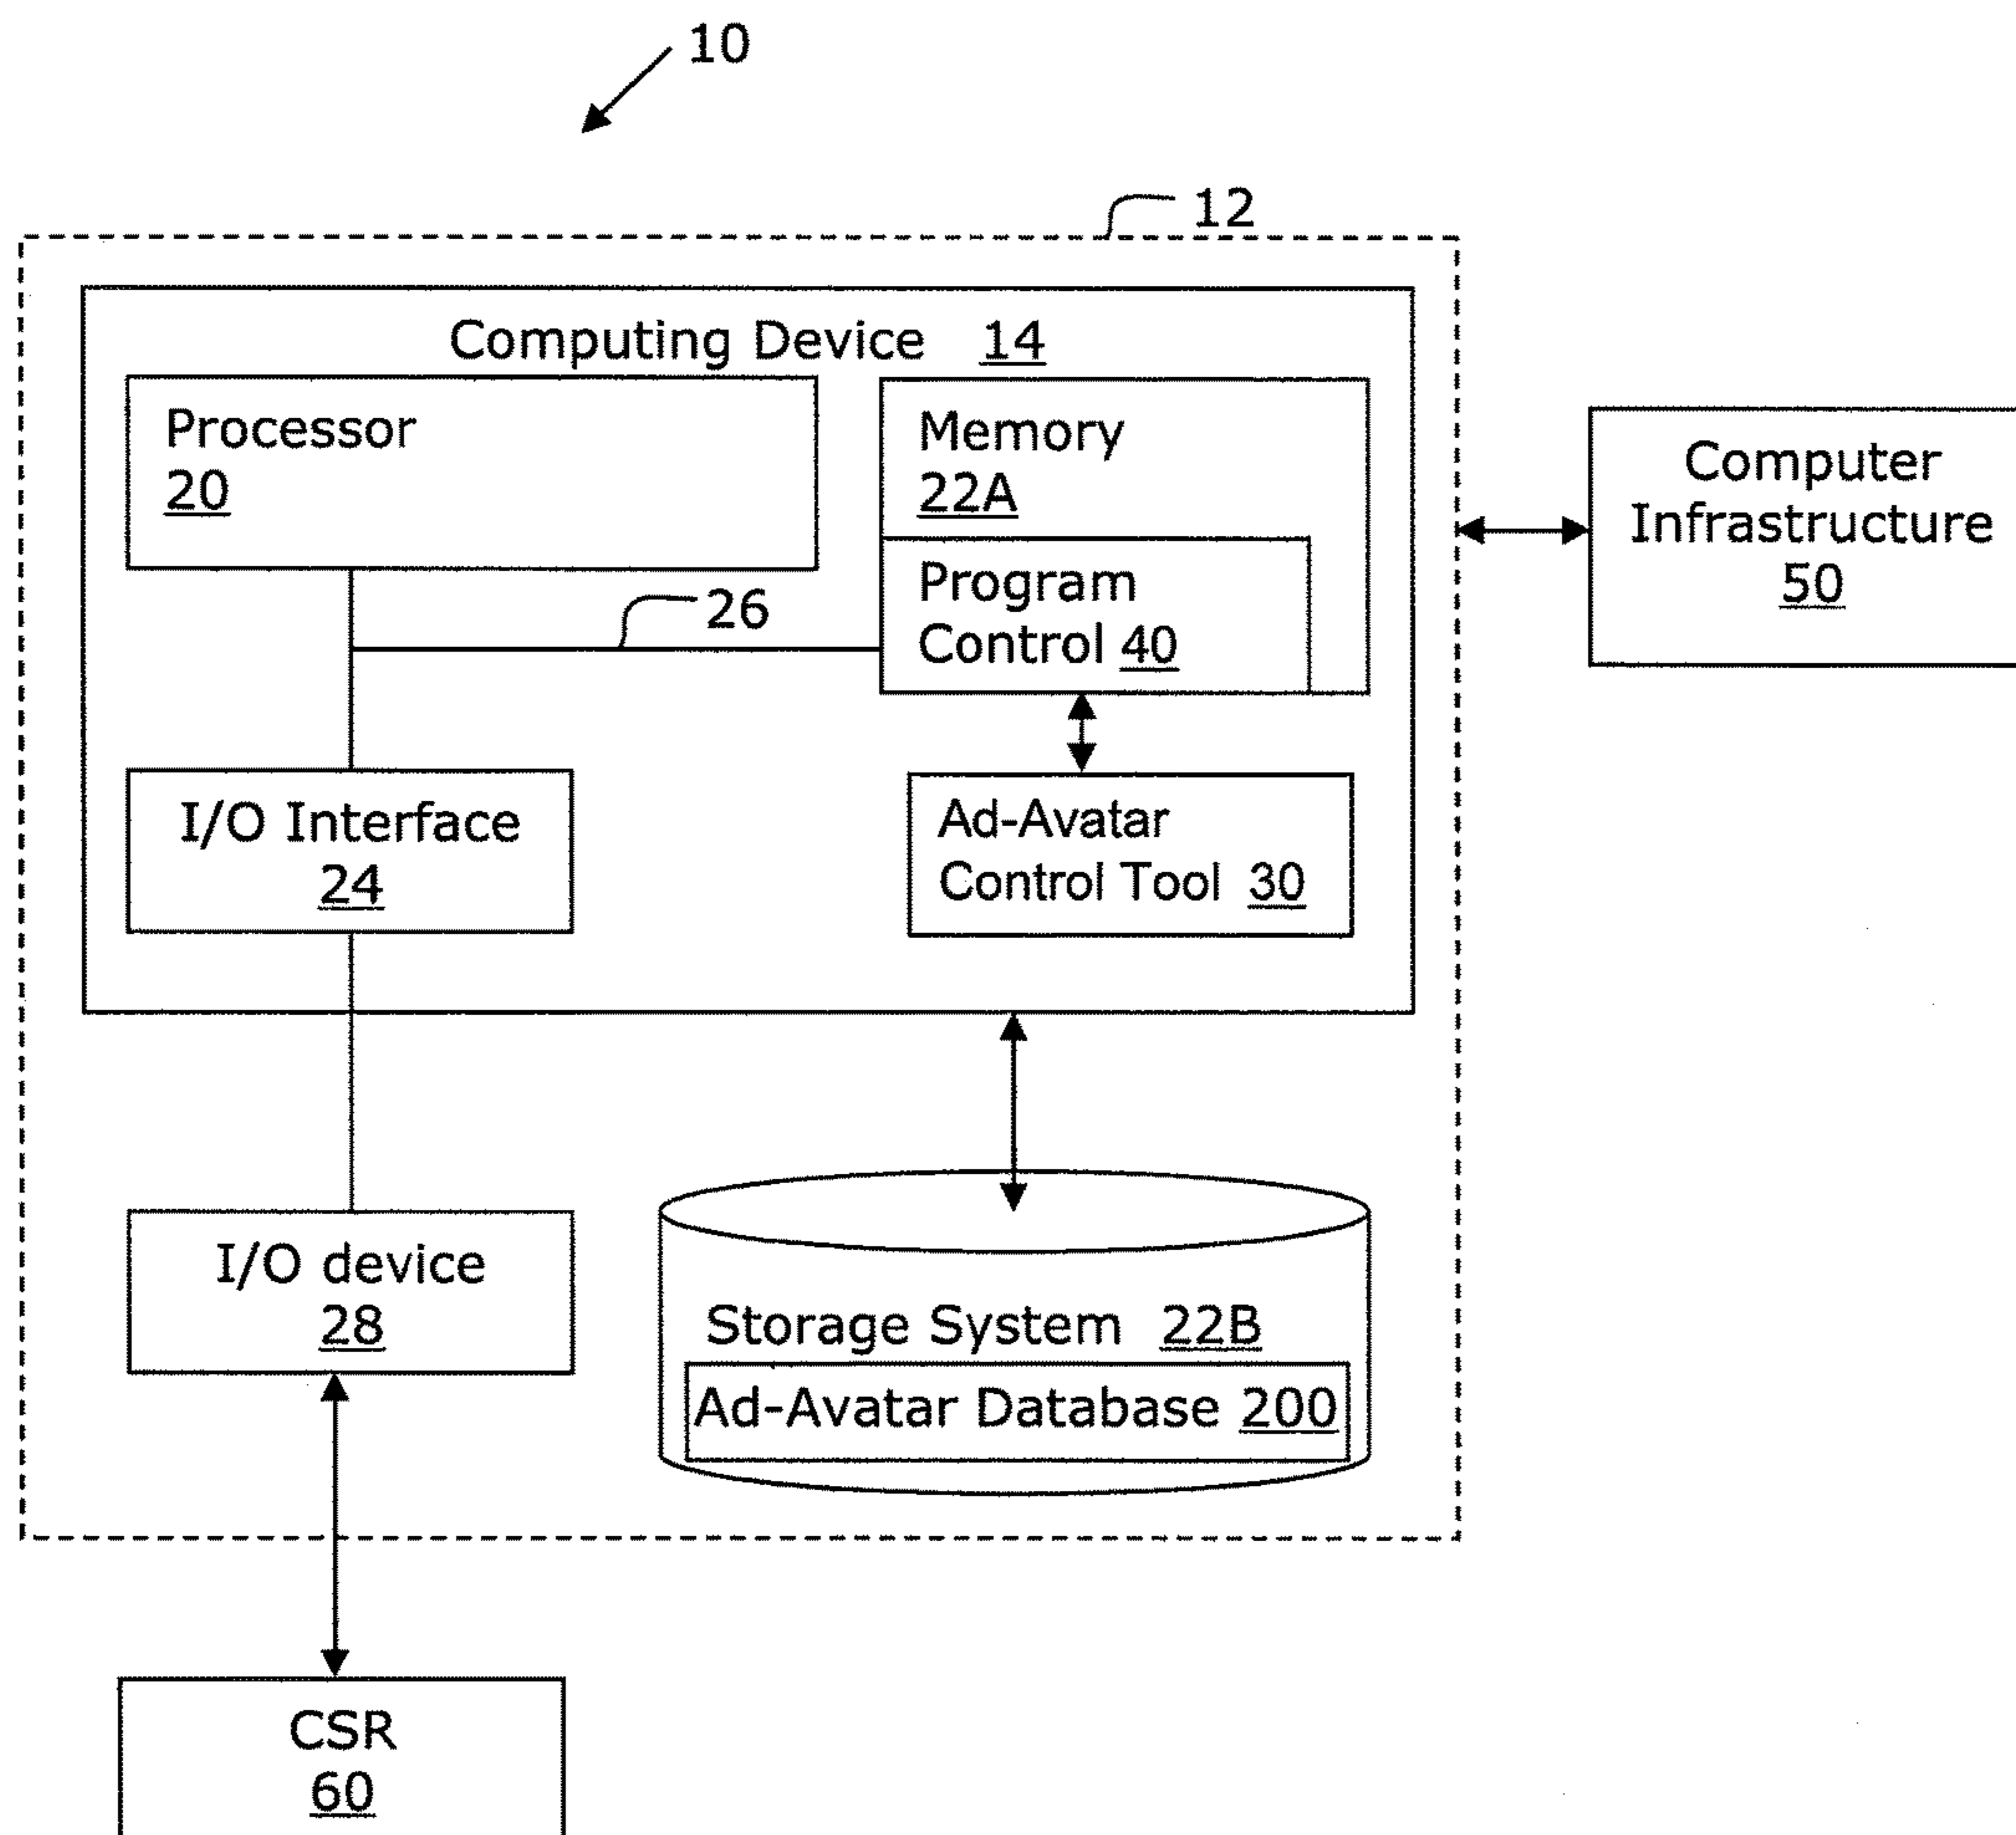 10
12
Computing Device 14
Processor
20
Memory
22A
Program
Control 40
26
Computer
Infrastructure
50
I/O Interface
24
Ad-Avatar
Control Tool 30
I/O device
28
Storage System 22B
Ad-Avatar Database 200
CSR
60